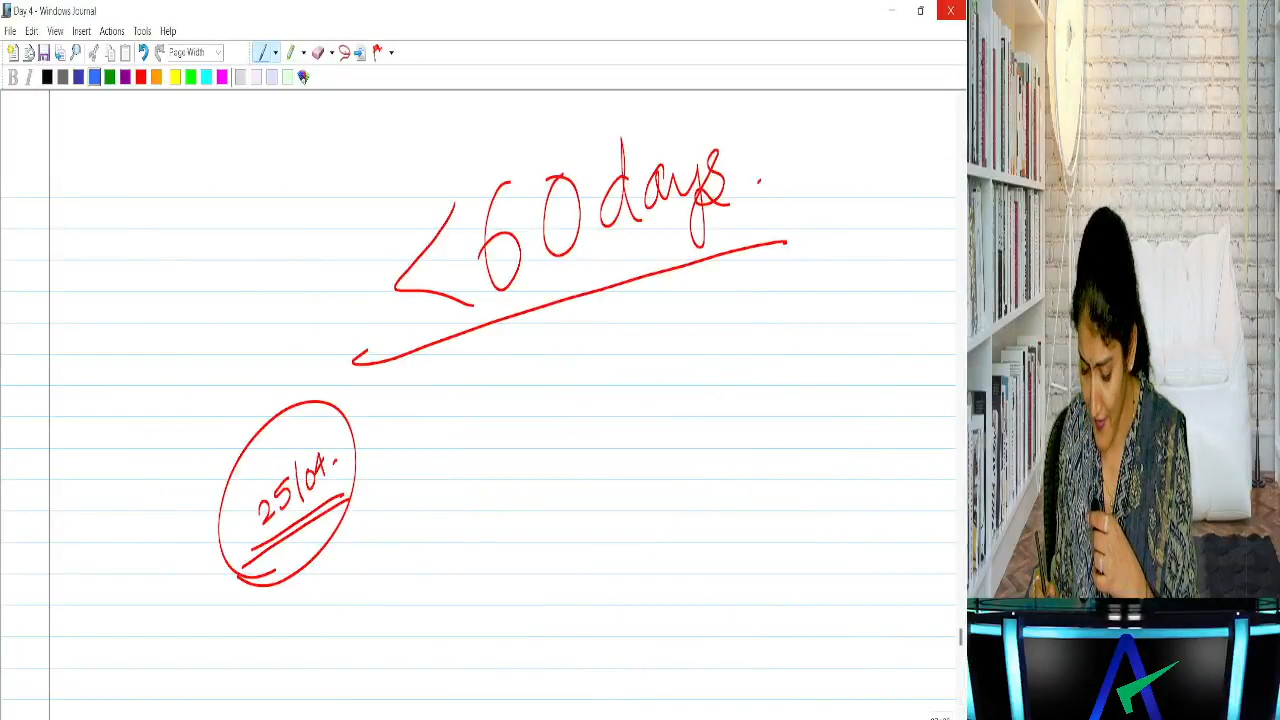 Day 4 - Windows Journal
File Edit View Insert Actions Tools Help
Page Width
B I
< 60 days.
25/04.